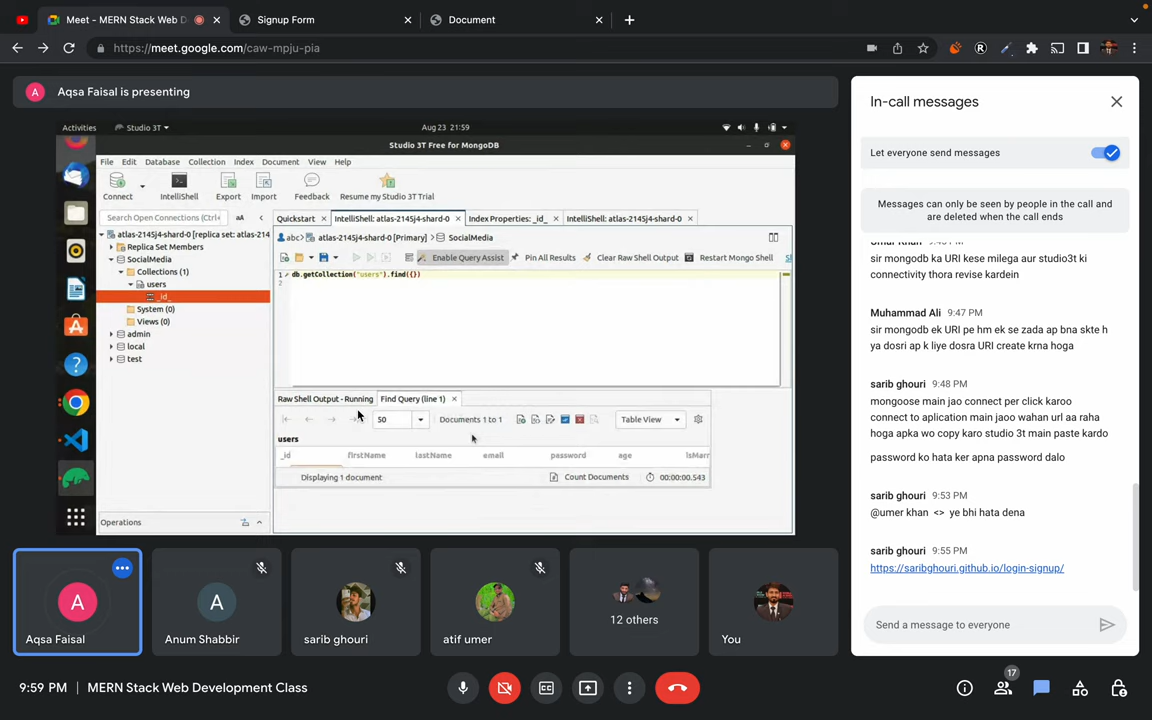 Meet - MERN Stack Web D
Signup Form
Document
https://meet.google.com/caw-mpju-pia
A
Aqsa Faisal is presenting
Activities
Studio 3T
Aug 23 21:59
Studio 3T Free for MongoDB
File Edit Database Collection Index Document View Help
Connect
IntelliShell
Export
Import
Feedback
Resume my Studio 3T Trial
Search Open Connections (Ctrl+
aA
Quickstart
IntelliShell: atlas-2145j4-shard-0
Index Properties: _id_
IntelliShell: atlas-2145j4-shard-0
atlas-2145j4-shard-0 [replica set: atlas-214
Replica Set Members
SocialMedia
Collections (1)
users
_id_
System (0)
Views (0)
admin
local
test
Operations
abc> atlas-2145j4-shard-0 [Primary] > SocialMedia
Enable Query Assist
Pin All Results
Clear Raw Shell Output
Restart Mongo Shell
1 db.getCollection("users").find({})
2
Raw Shell Output - Running
Find Query (line 1)
50
Documents 1 to 1
Table View
users
_id firstName lastName email password age isMarr
Displaying 1 document
Count Documents
00:00:00.543
A
Aqsa Faisal
A
Anum Shabbir
sarib ghouri
atif umer
12 others
You
9:59 PM | MERN Stack Web Development Class
17
In-call messages
Let everyone send messages
Messages can only be seen by people in the call and
are deleted when the call ends
sir mongodb ka URI kese milega aur studio3t ki
connectivity thora revise kardein
Muhammad Ali 9:47 PM
sir mongodb ek URI pe hm ek se zada ap bna skte h
ya dosri ap k liye dosra URI create krna hoga
sarib ghouri 9:48 PM
mongoose main jao connect per click karoo
connect to aplication main jaoo wahan url aa raha
hoga apka wo copy karo studio 3t main paste kardo
password ko hata ker apna password dalo
sarib ghouri 9:53 PM
@umer khan <> ye bhi hata dena
sarib ghouri 9:55 PM
https://saribghouri.github.io/login-signup/
Send a message to everyone